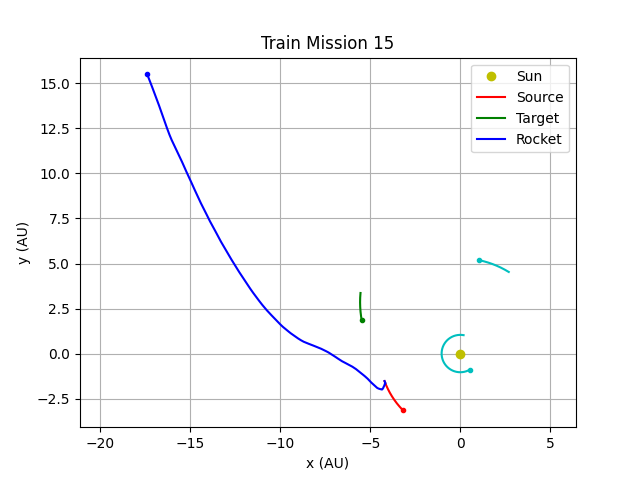 Train Mission 15
Sun
Source
Target
Rocket
15.0
12.5
10.0
7.5
5.0
2.5
0.0
−2.5
y (AU)
−20 −15 −10 −5 0 5
x (AU)